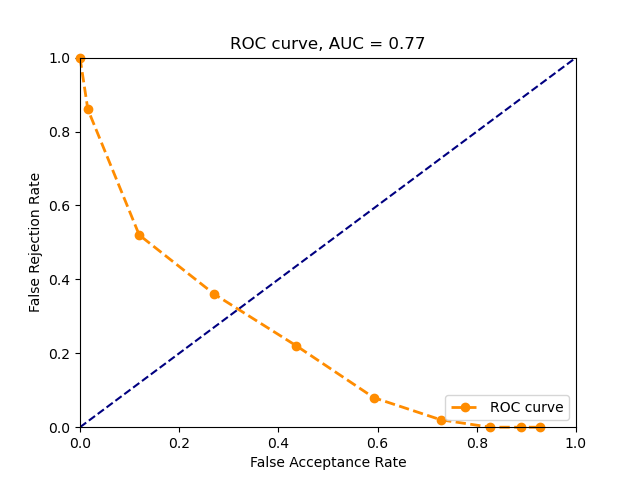 ROC curve, AUC = 0.77
1.0
0.8
0.6
0.4
0.2
0.0
False Rejection Rate
ROC curve
0.0 0.2 0.4 0.6 0.8 1.0
False Acceptance Rate